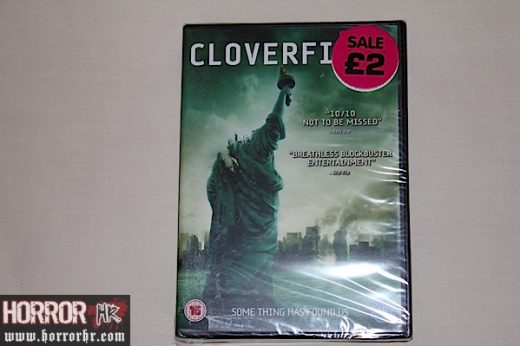 CLOVERFI
SALE
£2
"10/10
NOT TO BE MISSED"
"BREATHLESS BLOCKBUSTER
ENTERTAINMENT"
15
SOME THING HAS FOUND US
HORROR HR
www.horrorhr.com